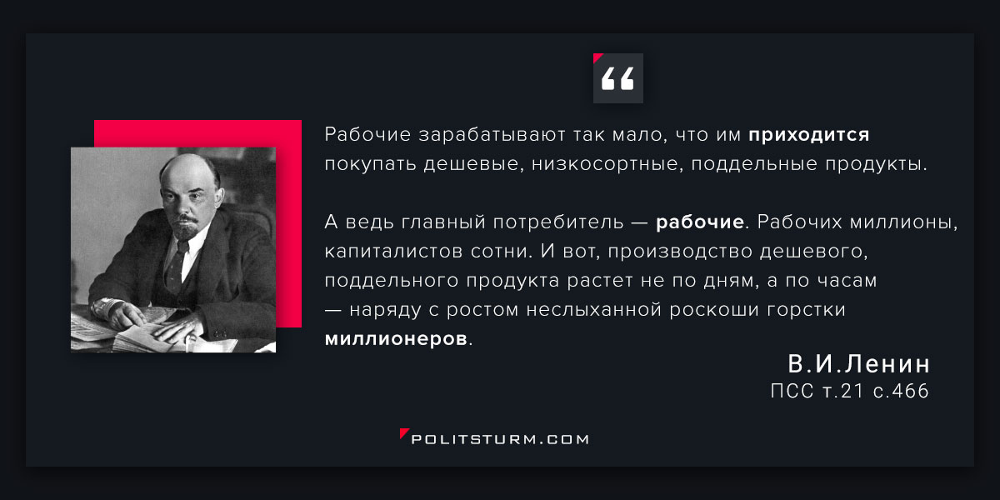 Рабочие зарабатывают так мало, что им приходится
покупать дешевые, низкосортные, поддельные продукты.
А ведь главный потребитель — рабочие. Рабочих миллионы,
капиталистов сотни. И вот, производство дешевого,
поддельного продукта растет не по дням, а по часам
— наряду с ростом неслыханной роскоши горстки
миллионеров.
В.И.Ленин
ПСС т.21 с.466
POLITSTURM.COM